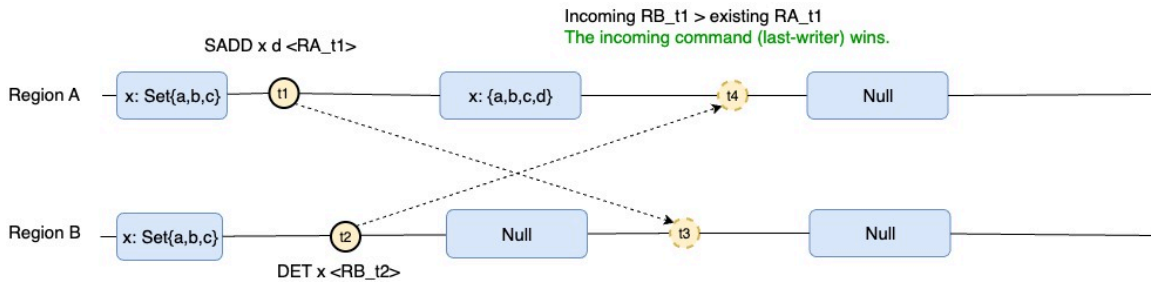 Incoming RB_t1 > existing RA_t1
The incoming command (last-writer) wins.
SADD x d <RA_t1>
Region A
x: Set{a,b,c}
t1
x: {a,b,c,d}
t4
Null
Region B
x: Set{a,b,c}
t2
Null
t3
Null
DET x <RB_t2>